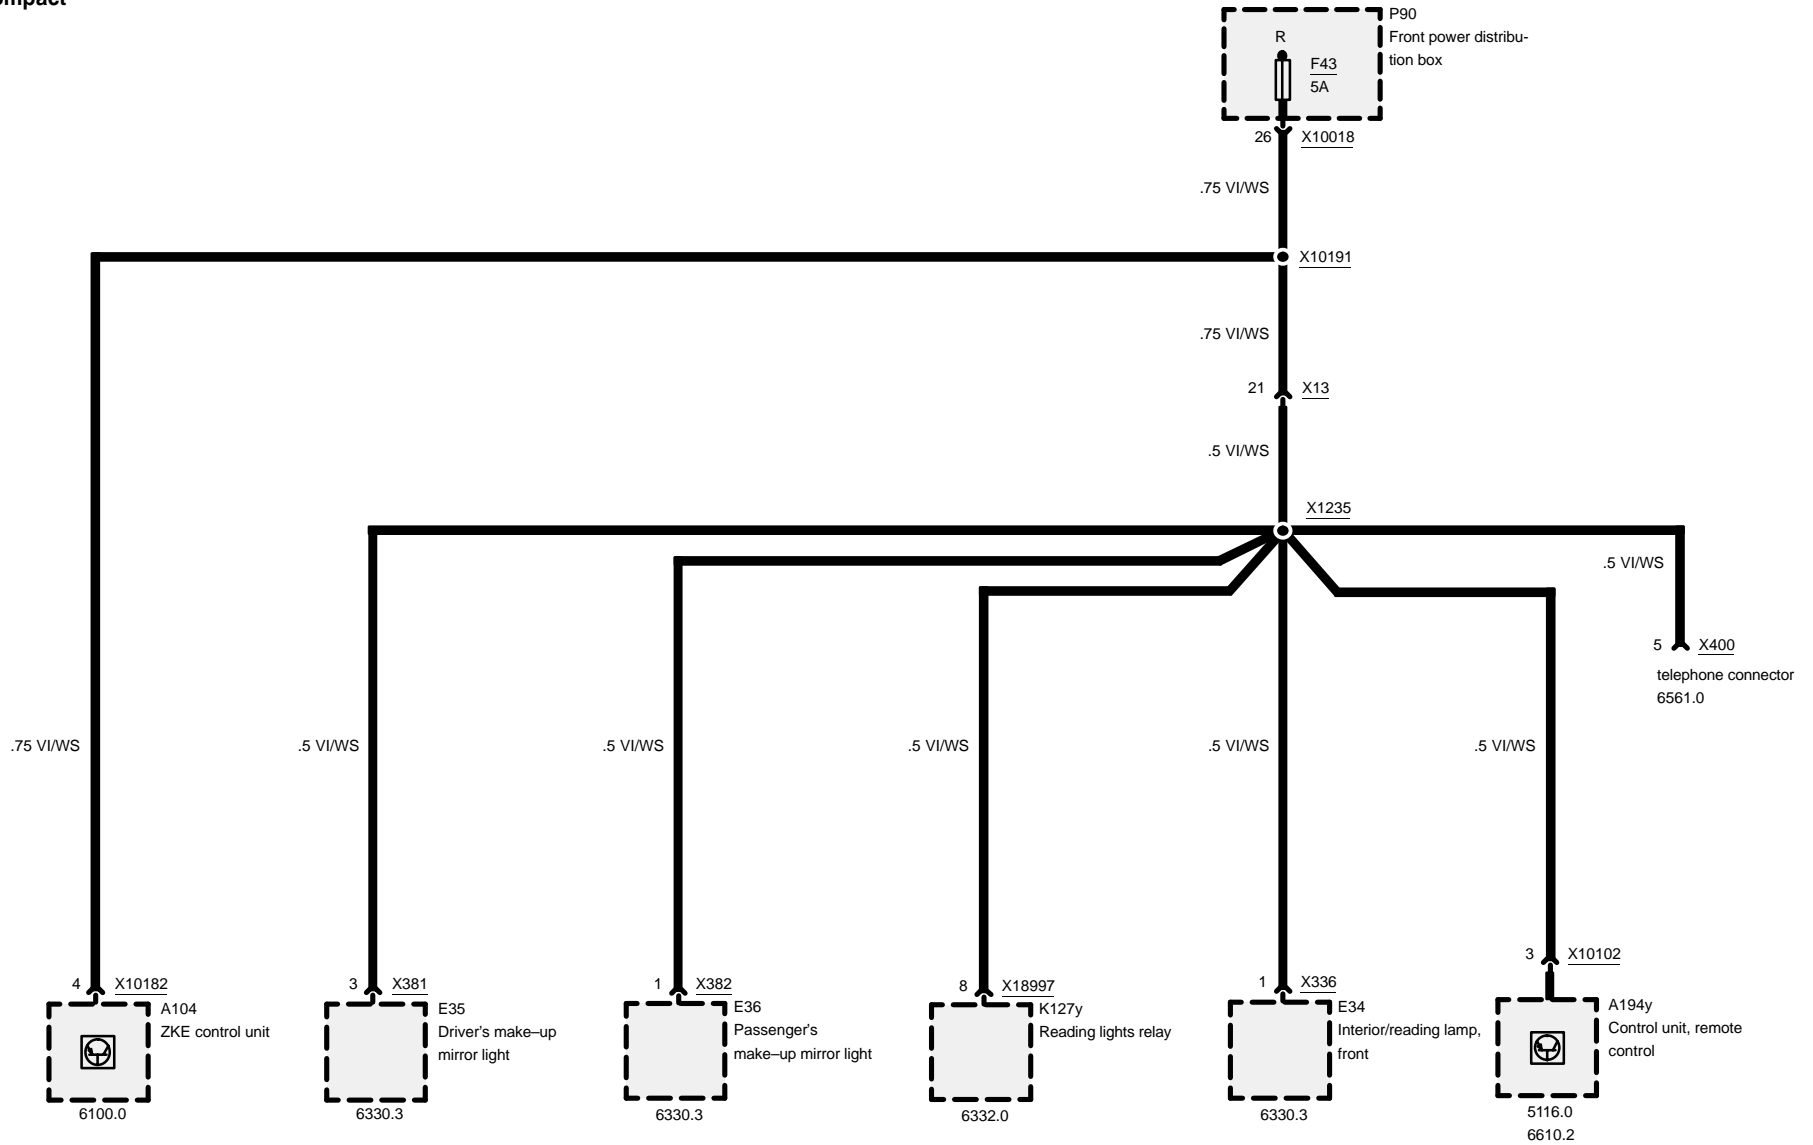 P90
R
Front power distribu-
tion box
F43
5A
26 X10018
.75 VI/WS
X10191
.75 VI/WS
21 X13
.5 VI/WS
X1235
.5 VI/WS
5 X400
telephone connector
6561.0
.75 VI/WS
.5 VI/WS
.5 VI/WS
.5 VI/WS
.5 VI/WS
.5 VI/WS
4 X10182
A104
ZKE control unit
6100.0
3 X381
E35
Driver's make–up
mirror light
6330.3
1 X382
E36
Passenger's
make–up mirror light
6330.3
8 X18997
K127y
Reading lights relay
6332.0
1 X336
E34
Interior/reading lamp,
front
6330.3
3 X10102
A194y
Control unit, remote
control
5116.0
6610.2